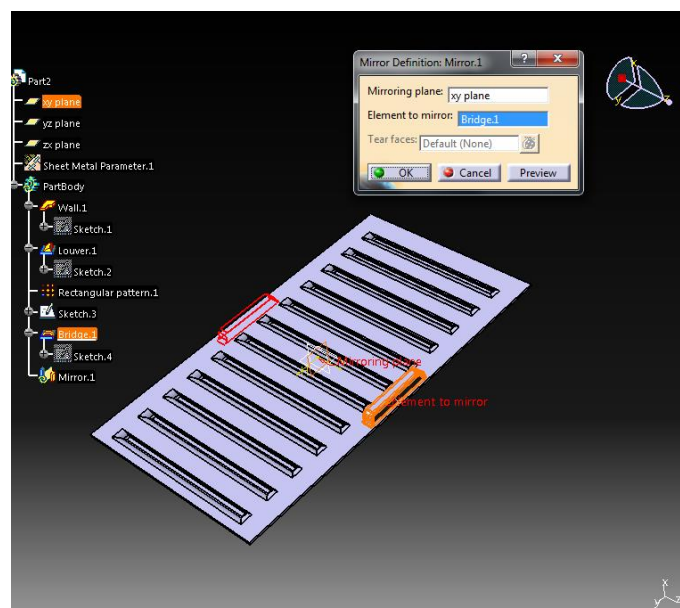 Mirror Definition: Mirror.1
Mirroring plane: xy plane
Element to mirror: Bridge.1
Tear faces: Default (None)
OK Cancel Preview
Part2
xy plane
yz plane
zx plane
Sheet Metal Parameter.1
PartBody
Wall.1
Sketch.1
Louver.1
Sketch.2
Rectangular pattern.1
Sketch.3
Bridge.1
Sketch.4
Mirror.1
Mirroring plane
Element to mirror
x
y
z
x
y
z